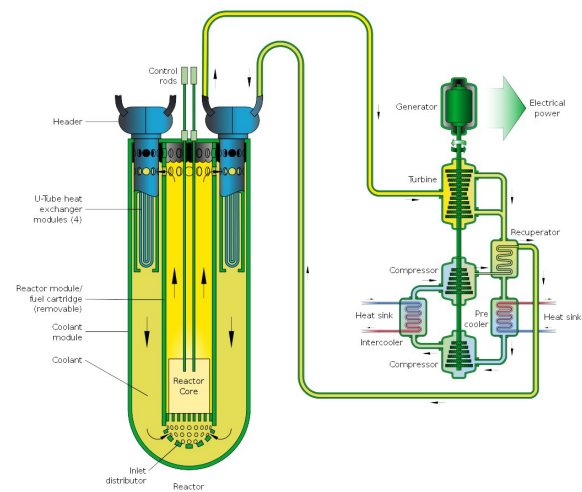 Control
rods
Header
U-Tube heat
exchanger
modules (4)
Reactor module/
fuel cartridge
(removable)
Coolant
module
Coolant
Reactor
Core
Inlet
distributor
Reactor
Generator
Electrical
power
Turbine
Recuperator
Compressor
Heat sink
Intercooler
Pre
cooler
Heat sink
Compressor